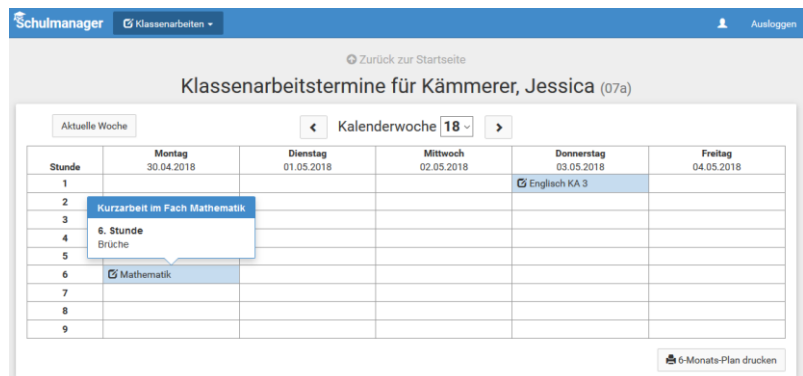 Schulmanager Klassenarbeiten Ausloggen
Zurück zur Startseite
Klassenarbeitstermine für Kämmerer, Jessica (07a)
Aktuelle Woche Kalenderwoche 18
Stunde Montag 30.04.2018 Dienstag 01.05.2018 Mittwoch 02.05.2018 Donnerstag 03.05.2018 Freitag 04.05.2018
1 Englisch KA 3
2
Kurzarbeit im Fach Mathematik
3
6. Stunde
4
Brüche
5
6 Mathematik
7
8
9
6-Monats-Plan drucken